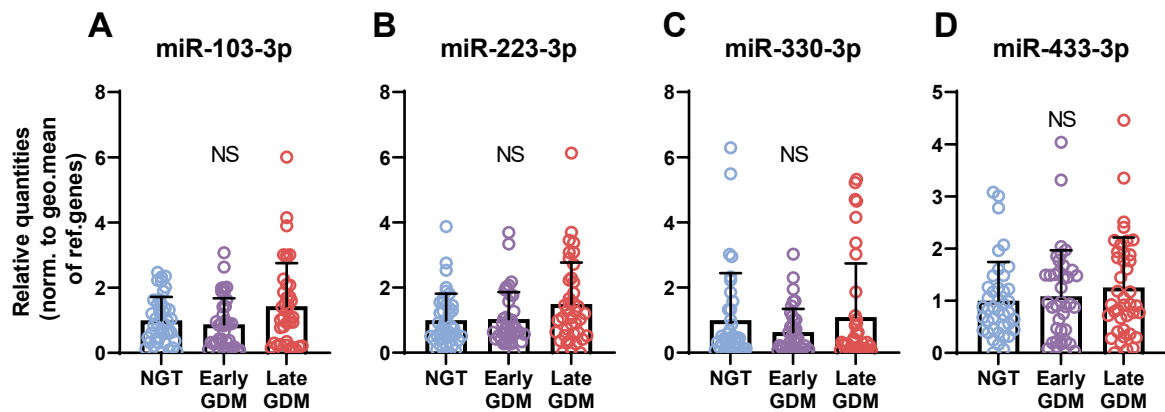 A
miR-103-3p
B
miR-223-3p
C
miR-330-3p
D
miR-433-3p
Relative quantities
(norm. to geo.mean
of ref.genes)
8
6
4
2
0
NS
NGT
Early
GDM
Late
GDM
8
6
4
2
0
NS
NGT
Early
GDM
Late
GDM
8
6
4
2
0
NS
NGT
Early
GDM
Late
GDM
5
4
3
2
1
0
NS
NGT
Early
GDM
Late
GDM